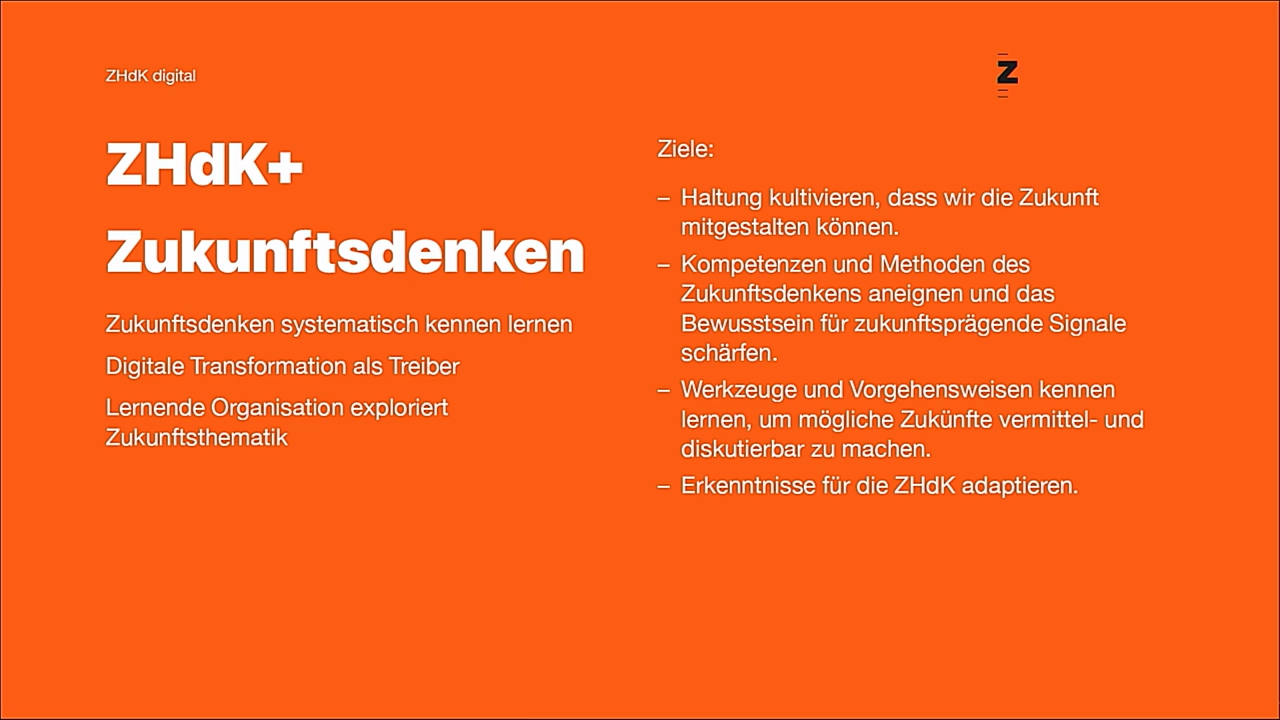 ZHdK digital
Z
ZHdK+
Zukunftsdenken
Zukunftsdenken systematisch kennen lernen
Digitale Transformation als Treiber
Lernende Organisation exploriert
Zukunftsthematik
Ziele:
– Haltung kultivieren, dass wir die Zukunft
mitgestalten können.
– Kompetenzen und Methoden des
Zukunftsdenkens aneignen und das
Bewusstsein für zukunftsprägende Signale
schärfen.
– Werkzeuge und Vorgehensweisen kennen
lernen, um mögliche Zukünfte vermittel- und
diskutierbar zu machen.
– Erkenntnisse für die ZHdK adaptieren.